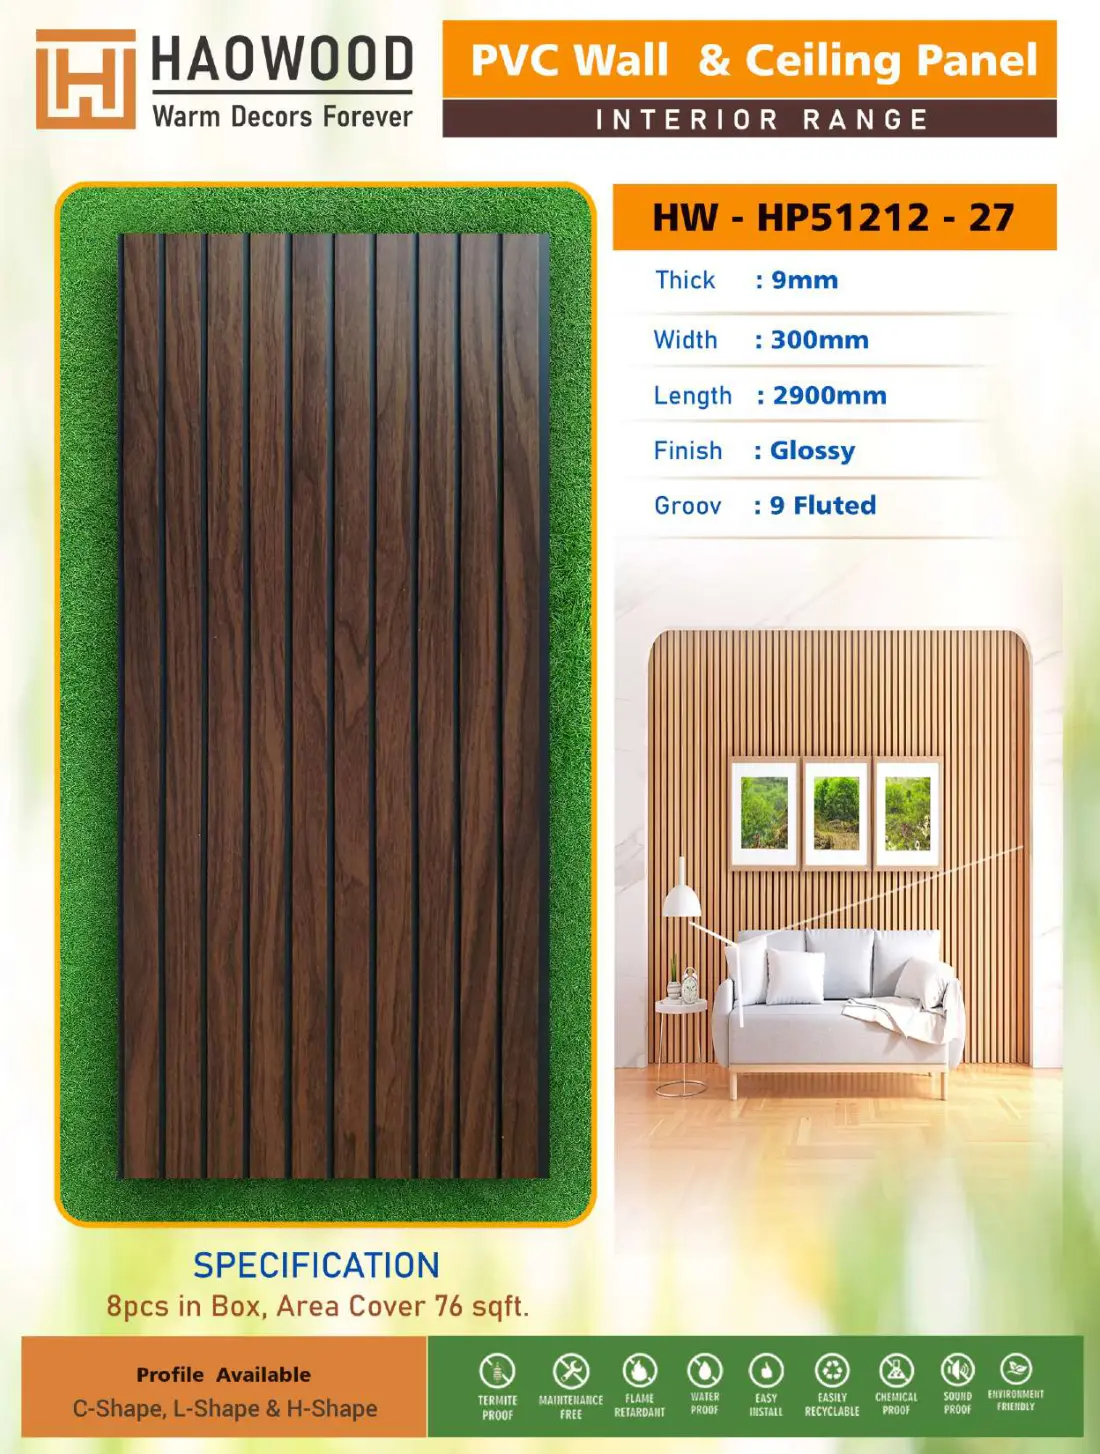 HAOWOOD
Warm Decors Forever
PVC Wall & Ceiling Panel
INTERIOR RANGE
HW - HP51212 - 27
Thick : 9mm
Width : 300mm
Length : 2900mm
Finish : Glossy
Groov : 9 Fluted
SPECIFICATION
8pcs in Box, Area Cover 76 sqft.
Profile Available
C-Shape, L-Shape & H-Shape
TERMITE
PROOF
MAINTENANCE
FREE
FLAME
RETARDANT
WATER
PROOF
EASY
INSTALL
EASILY
RECYCLABLE
CHEMICAL
PROOF
SOUND
PROOF
ENVIRONMENT
FRIENDLY